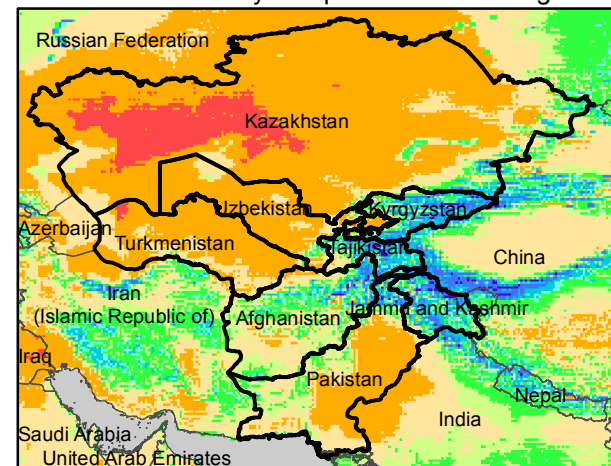 Russian Federation
Kazakhstan
Uzbekistan
Kyrgyzstan
Azerbaijan
Turkmenistan
Tajikistan
China
Iran
(Islamic Republic of)
Afghanistan
Jammu and Kashmir
Iraq
Pakistan
Nepal
India
Saudi Arabia
United Arab Emirates